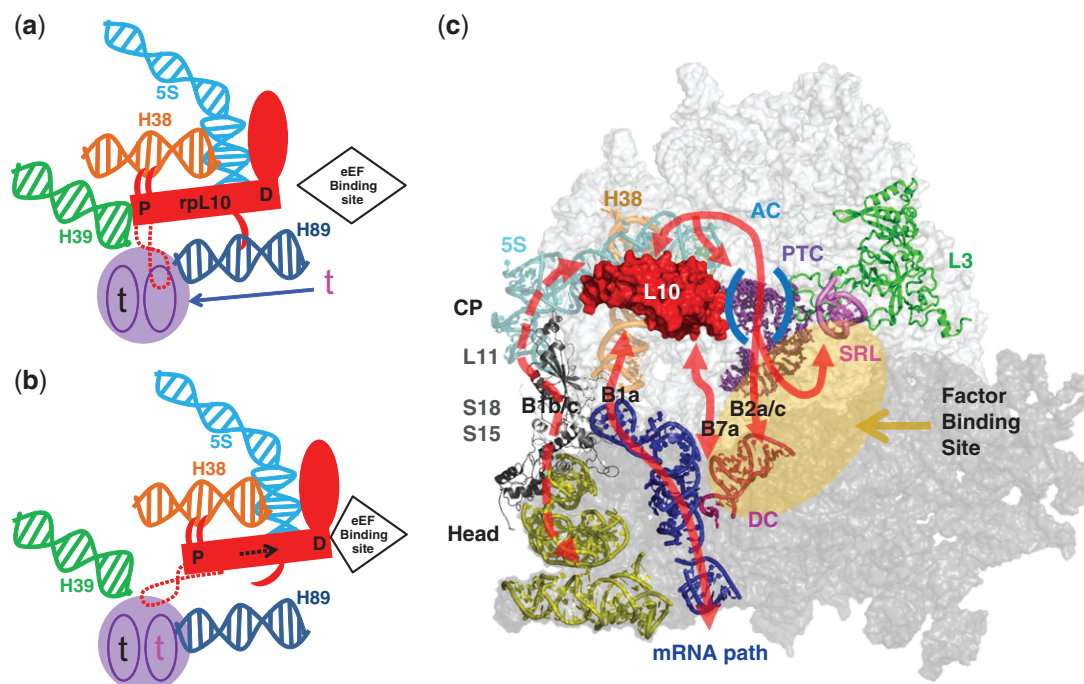 (a)
5S
H38
H39
P
rpL10
D
eEF
Binding
site
H89
t
t
(b)
5S
H38
H39
P
D
eEF
Binding
site
H89
t
t
(c)
H38
AC
5S
PTC
L10
L3
CP
L11
SRL
S18
S15
B1b/c
B1a
B2a/c
B7a
Factor
Binding
Site
DC
Head
mRNA path